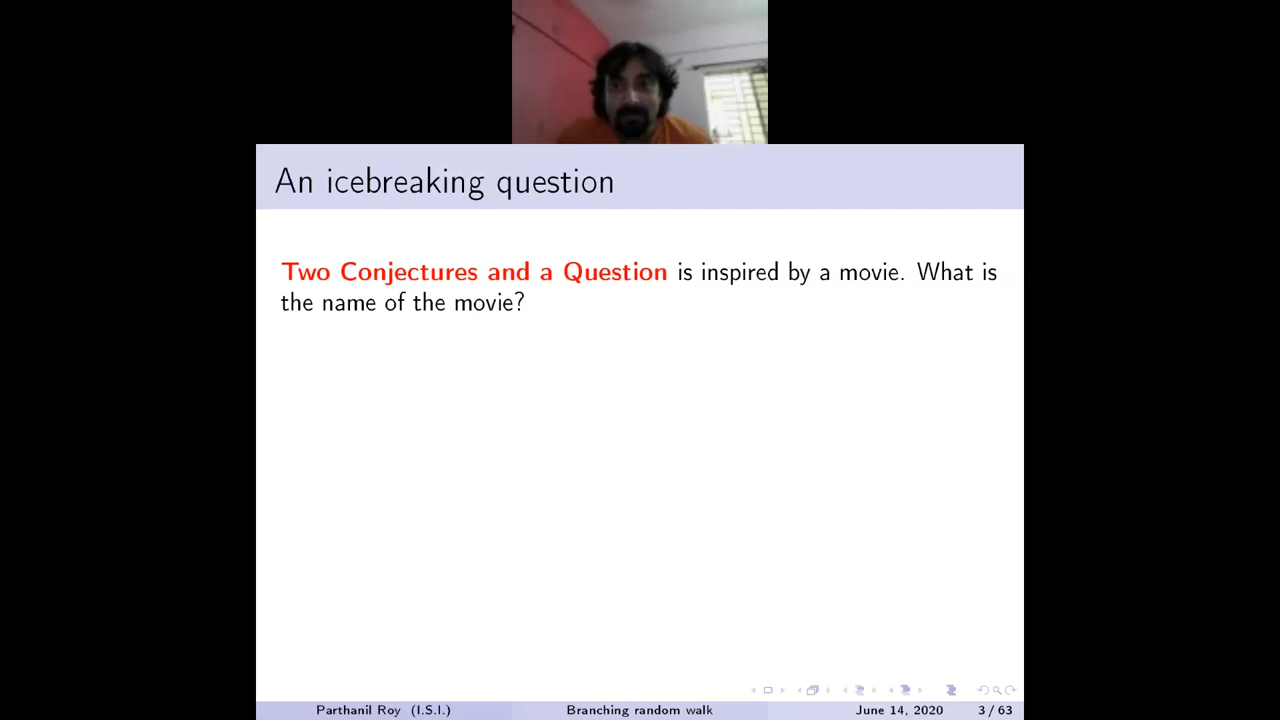 An icebreaking question
Two Conjectures and a Question is inspired by a movie. What is
the name of the movie?
Parthanil Roy (I.S.I.) Branching random walk June 14, 2020 3 / 63